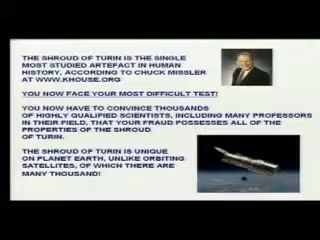 THE SHROUD OF TURIN IS THE SINGLE
MOST STUDIED ARTEFACT IN HUMAN
HISTORY, ACCORDING TO CHUCK MISSLER
AT WWW.KHOUSE.ORG
YOU NOW FACE YOUR MOST DIFFICULT TEST!
YOU NOW HAVE TO CONVINCE THOUSANDS
OF HIGHLY QUALIFIED SCIENTISTS, INCLUDING MANY PROFESSORS
IN THEIR FIELD, THAT YOUR FRAUD POSSESSES ALL OF THE
PROPERTIES OF THE SHROUD
OF TURIN.
THE SHROUD OF TURIN IS UNIQUE
ON PLANET EARTH, UNLIKE ORBITING
SATELLITES, OF WHICH THERE ARE
MANY THOUSAND!